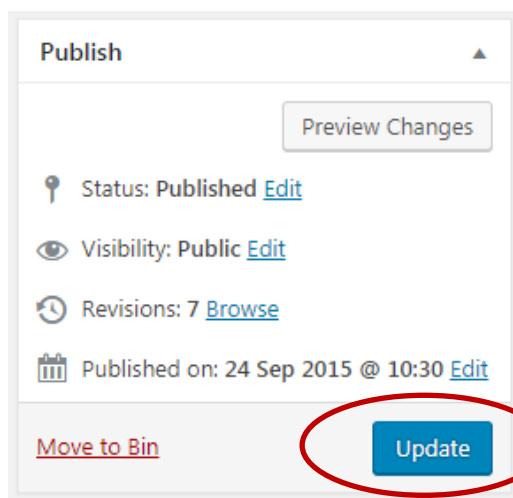 Publish
Preview Changes
Status: Published Edit
Visibility: Public Edit
Revisions: 7 Browse
Published on: 24 Sep 2015 @ 10:30 Edit
Move to Bin
Update